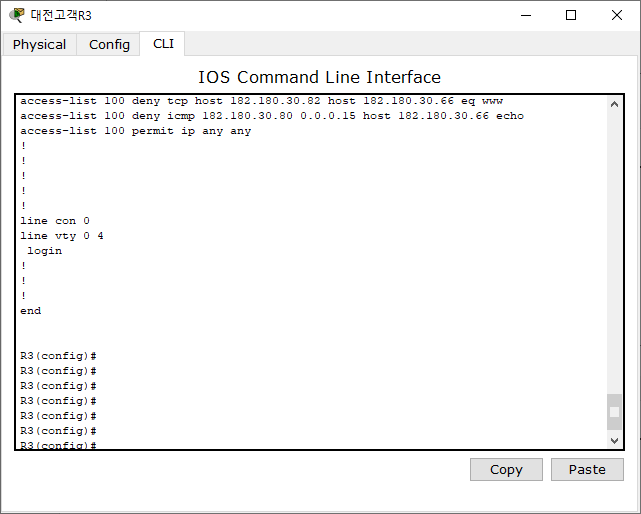 대전고객R3
Physical Config CLI
IOS Command Line Interface
access-list 100 deny tcp host 182.180.30.82 host 182.180.30.66 eq www
access-list 100 deny icmp 182.180.30.80 0.0.0.15 host 182.180.30.66 echo
access-list 100 permit ip any any
!
!
!
!
!
line con 0
line vty 0 4
 login
!
!
!
end
R3(config)#
R3(config)#
R3(config)#
R3(config)#
R3(config)#
R3(config)#
R3(config)#
Copy Paste